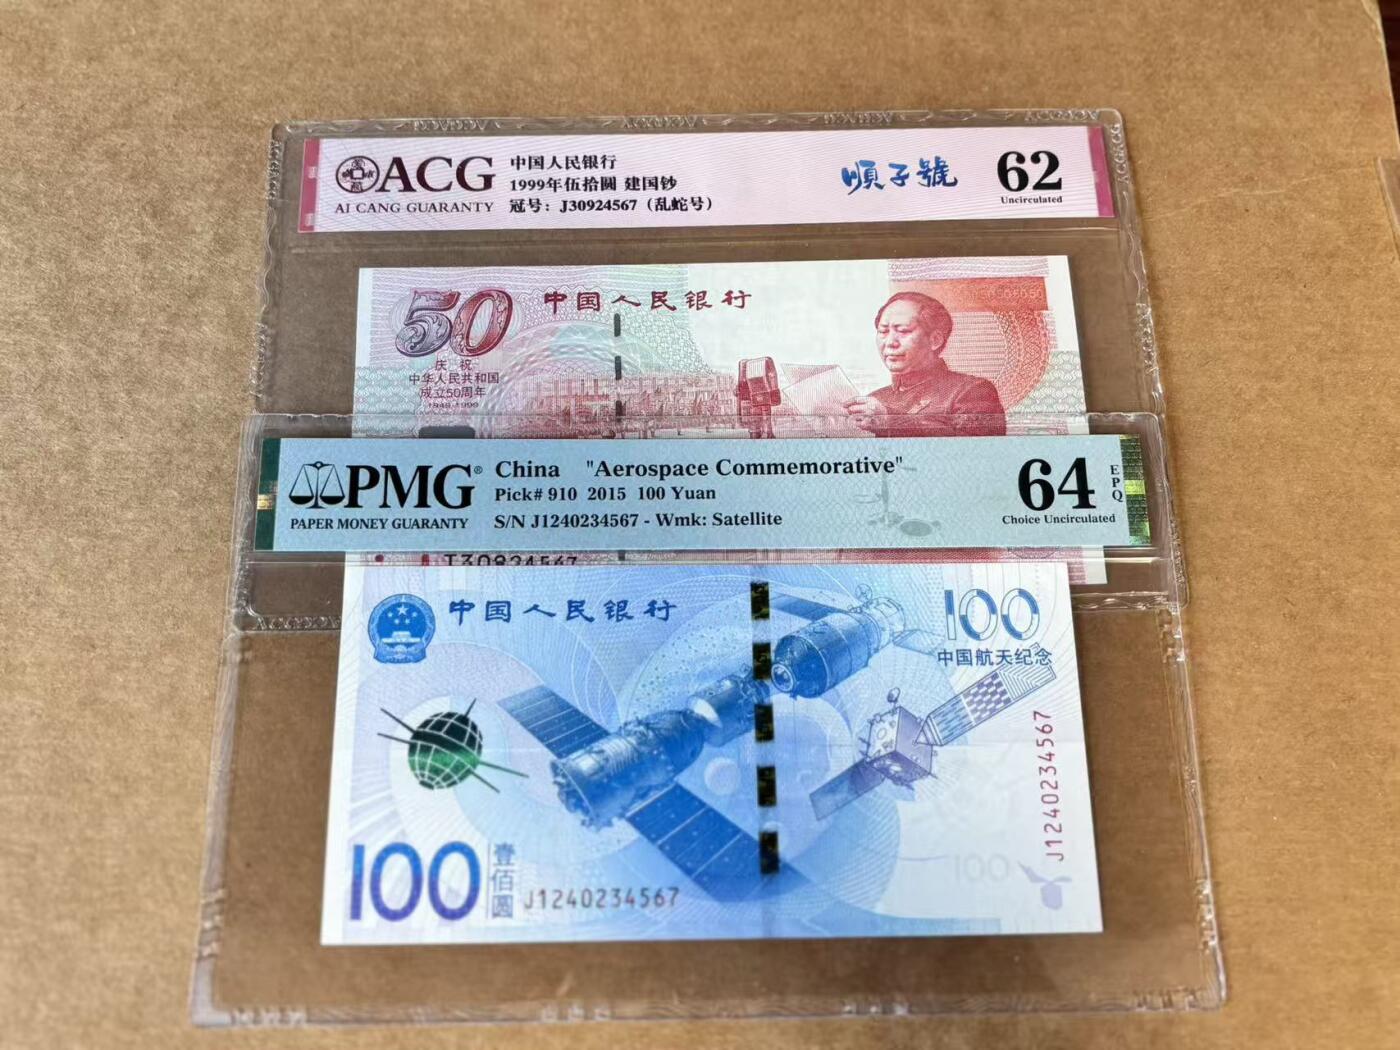 ACG
AI CANG GUARANTY
中国人民银行
1999年伍拾圆 建国钞
冠号：J30924567（乱蛇号）
順子號
62
Uncirculated
50
中国人民银行
庆祝
中华人民共和国
成立50周年
1949-1999
PMG®
PAPER MONEY GUARANTY
China "Aerospace Commemorative"
Pick# 910 2015 100 Yuan
S/N J1240234567 - Wmk: Satellite
64
Choice Uncirculated
EPQ
中国人民银行
100
中国航天纪念
J1240234567
100
壹佰圆
J1240234567
100